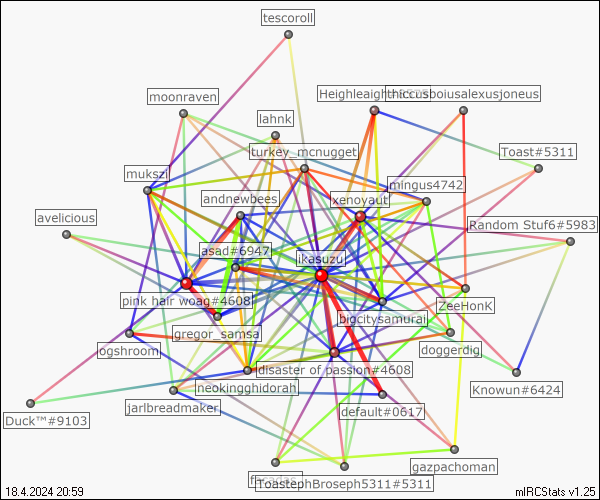 tescoroll
moonraven
Heighleaigh
thiccusboiusalexusjoneus
lahnk
turkey_mcnugget
Toast#5311
mukszi
mingus4742
andnewbees
xenoyaut
avelicious
Random Stuf6#5983
asad#6947
ikasuzu
pink hair woag#4608
ZeeHonK
gregor_samsa
bigcitysamurai
ogshroom
doggerdig
disaster of passion#4608
neokingghidorah
Knowun#6424
jarlbreadmaker
default#0617
Duck™#9103
gazpachoman
ToastephBroseph5311#5311
18.4.2024 20:59
mIRCStats v1.25